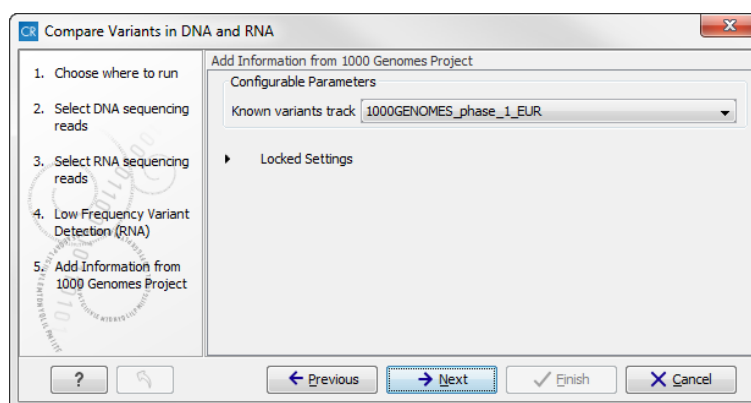 CR Compare Variants in DNA and RNA
X
1. Choose where to run
2. Select DNA sequencing
reads
3. Select RNA sequencing
reads
4. Low Frequency Variant
Detection (RNA)
5. Add Information from
1000 Genomes Project
Add Information from 1000 Genomes Project
Configurable Parameters
Known variants track 1000GENOMES_phase_1_EUR
Locked Settings
? Previous Next Finish Cancel